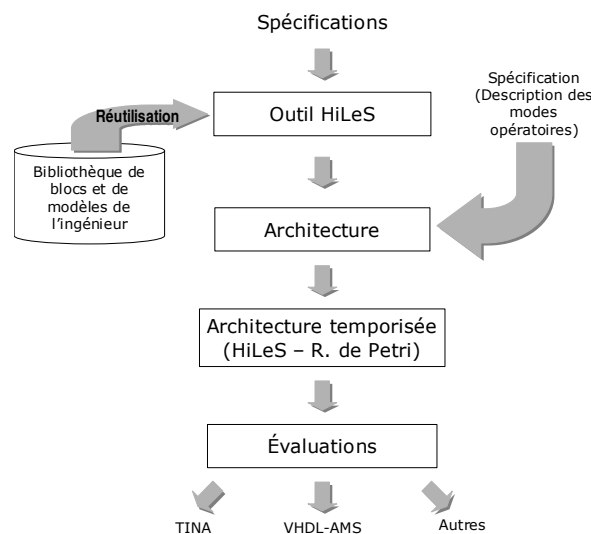 Spécifications
Spécification
(Description des
modes
opératoires)
Réutilisation
Outil HiLeS
Bibliothèque de
blocs et de
modèles de
l'ingénieur
Architecture
Architecture temporisée
(HiLeS – R. de Petri)
Évaluations
TINA
VHDL-AMS
Autres